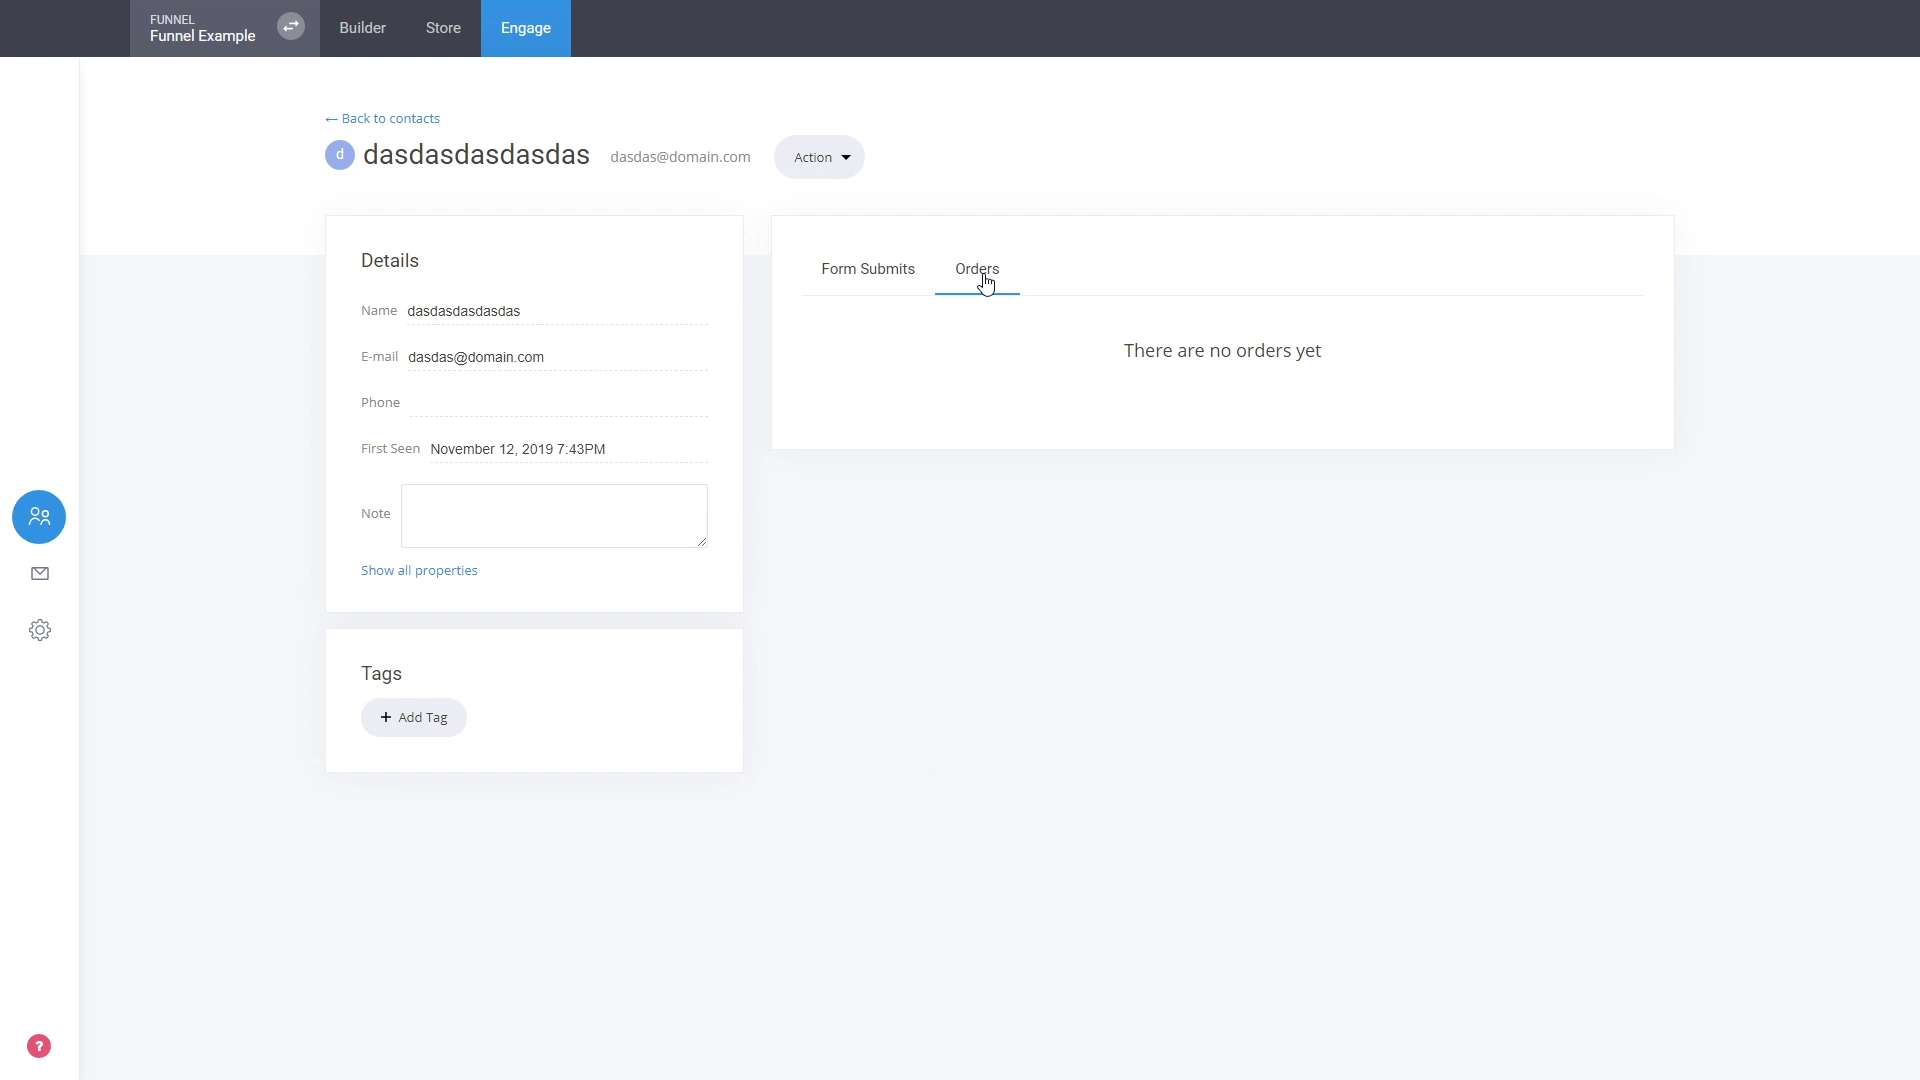 FUNNEL
Funnel Example
Builder
Store
Engage
← Back to contacts
d
dasdasdasdasdas
dasdas@domain.com
Action
Details
Name dasdasdasdasdas
E-mail dasdas@domain.com
Phone
First Seen November 12, 2019 7:43PM
Note
Show all properties
Tags
+ Add Tag
Form Submits
Orders
There are no orders yet
?